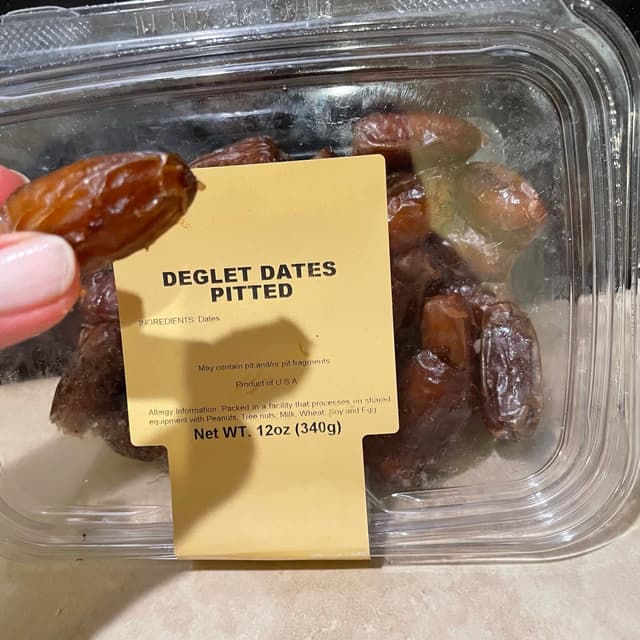 DEGLET DATES
PITTED
INGREDIENTS: Dates
May contain pit and/or pit fragments
Product of U S A
Allergy Information: Packed in a facility that processes on shared
equipment with Peanuts, Tree nuts, Milk, Wheat, Soy and Egg
Net WT. 12oz (340g)